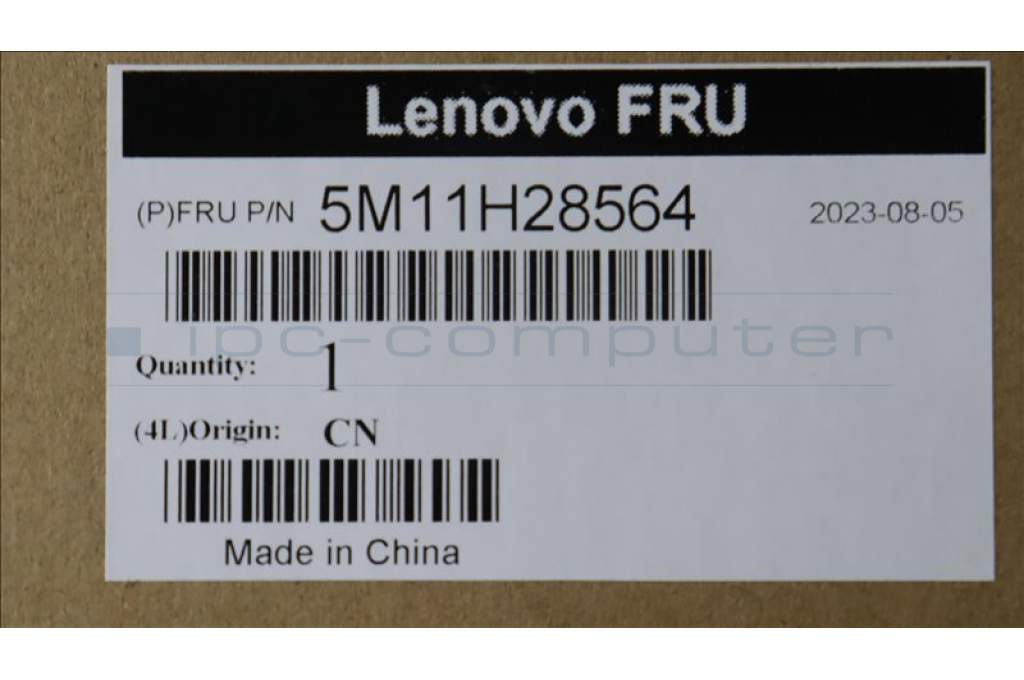 Lenovo FRU
(P)FRU P/N 5M11H28564 2023-08-05
ipc-computer
Quantity: 1
(4L)Origin: CN
Made in China